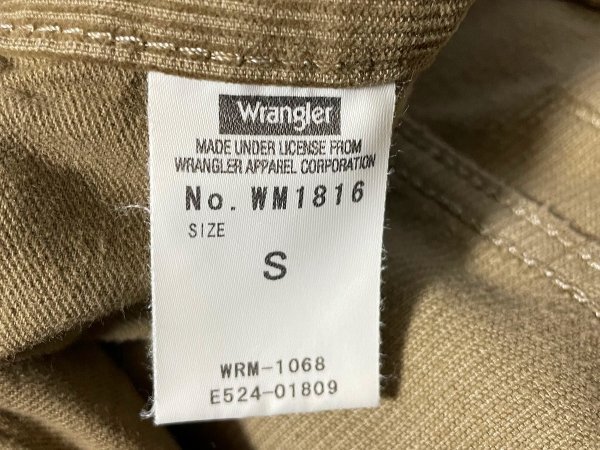 Wrangler
MADE UNDER LICENSE FROM
WRANGLER APPAREL CORPORATION
No. WM1816
SIZE
S
WRM-1068
E524-01809